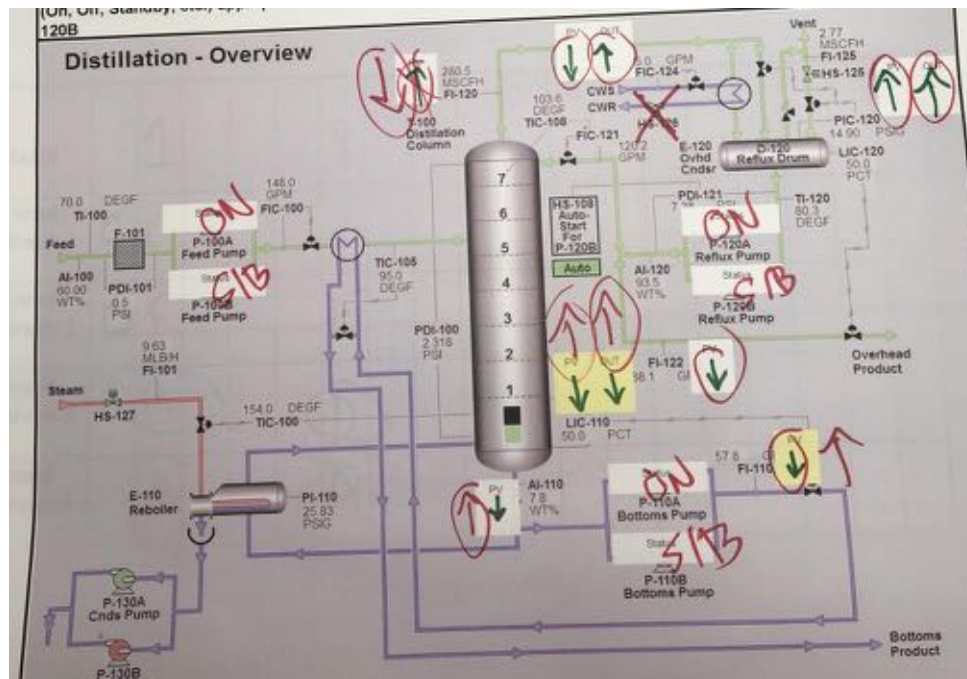 120B
Distillation - Overview
280.5
MSCFH
FI-120
T-100
Distillation
Column
PV OUT
GPM
FIC-124
CWS
CWR
103.6
DEGF
TIC-108
FIC-121
120.2
GPM
E-120
Ovhd
Cndsr
Vent
2.77
MSCFH
FI-125
HS-125
PIC-120
14.90 PSIG
D-120
Reflux Drum
LIC-120
50.0
PCT
70.0 DEGF
TI-100
Feed
F-101
AI-100
60.00
WT%
PDI-101
0.5
PSI
ON
P-100A
Feed Pump
Status
S/B
Feed Pump
148.0
GPM
FIC-100
TIC-105
95.0
DEGF
7
6
5
4
3
2
1
HS-108
Auto-
Start
For
P-120B
Auto
PDI-121
ON
P-120A
Reflux Pump
Status
S/B
P-120B
Reflux Pump
TI-120
80.3
DEGF
AI-120
93.5
WT%
PDI-100
2.318
PSI
PV OUT
LIC-110
50.0 PCT
FI-122
PV
Overhead
Product
9.63
MLB/H
FI-101
Steam
HS-127
154.0 DEGF
TIC-100
E-110
Reboiler
PI-110
25.83
PSIG
PV
AI-110
7.8
WT%
ON
P-110A
Bottoms Pump
Status
S/B
P-110B
Bottoms Pump
57.8
FI-110
PV
P-130A
Cnds Pump
P-130B
Bottoms
Product